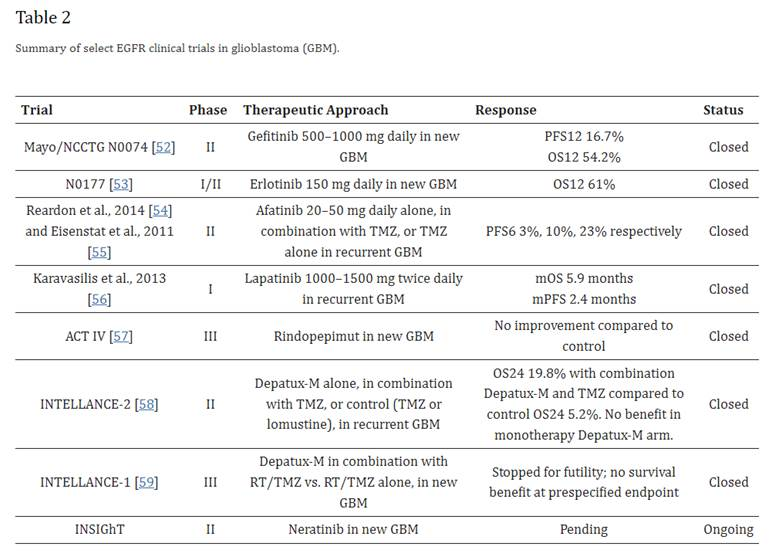 Table 2
Summary of select EGFR clinical trials in glioblastoma (GBM).
Trial Phase Therapeutic Approach Response Status
Mayo/NCCTG N0074 [52] II Gefitinib 500–1000 mg daily in new
GBM PFS12 16.7%
OS12 54.2% Closed
N0177 [53] I/II Erlotinib 150 mg daily in new GBM OS12 61% Closed
Reardon et al., 2014 [54]
and Eisenstat et al., 2011
[55] II Afatinib 20–50 mg daily alone, in
combination with TMZ, or TMZ
alone in recurrent GBM PFS6 3%, 10%, 23% respectively Closed
Karavasilis et al., 2013
[56] I Lapatinib 1000–1500 mg twice daily
in recurrent GBM mOS 5.9 months
mPFS 2.4 months Closed
ACT IV [57] III Rindopepimut in new GBM No improvement compared to
control Closed
INTELLANCE-2 [58] II Depatux-M alone, in combination
with TMZ, or control (TMZ or
lomustine), in recurrent GBM OS24 19.8% with combination
Depatux-M and TMZ compared to
control OS24 5.2%. No benefit in
monotherapy Depatux-M arm. Closed
INTELLANCE-1 [59] III Depatux-M in combination with
RT/TMZ vs. RT/TMZ alone, in new
GBM Stopped for futility; no survival
benefit at prespecified endpoint Closed
INSIGhT II Neratinib in new GBM Pending Ongoing